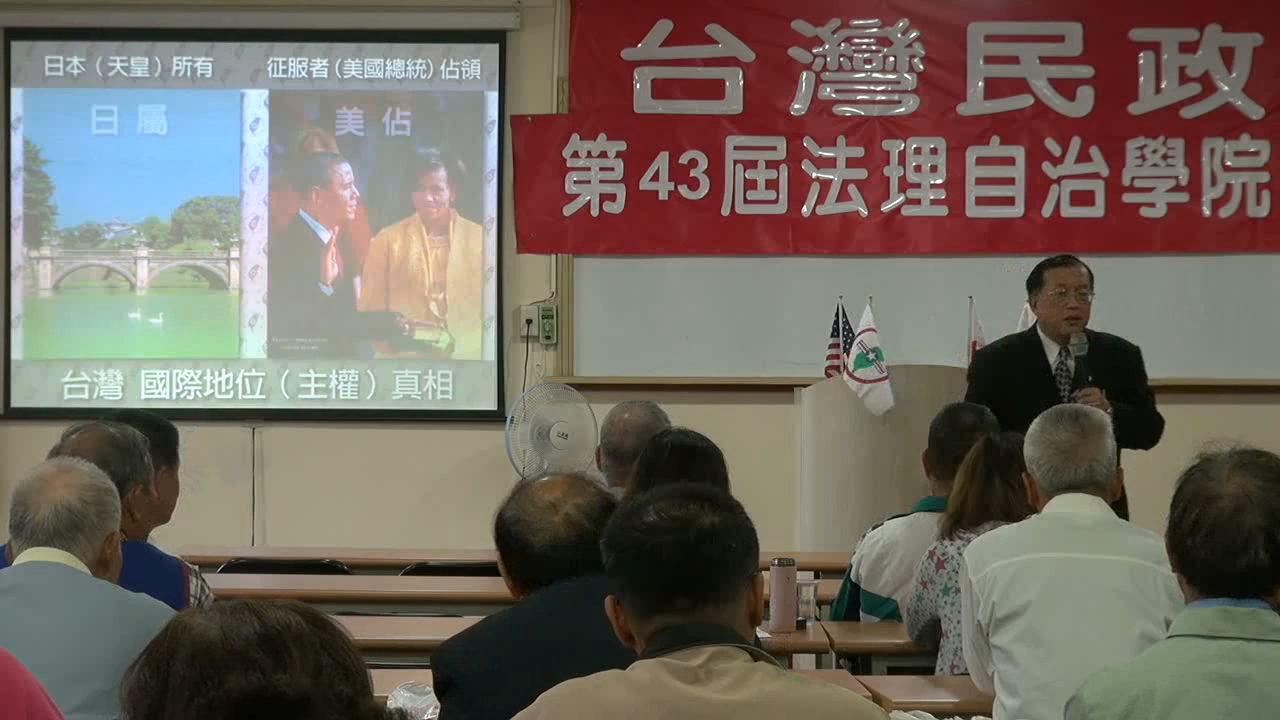 日本（天皇）所有
征服者（美國總統）佔領
日屬
美佔
台灣 國際地位（主權）真相
台灣民政
第43屆法理自治學院